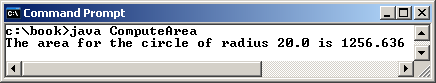 Command Prompt
c:\book>java ComputeArea
The area for the circle of radius 20.0 is 1256.636